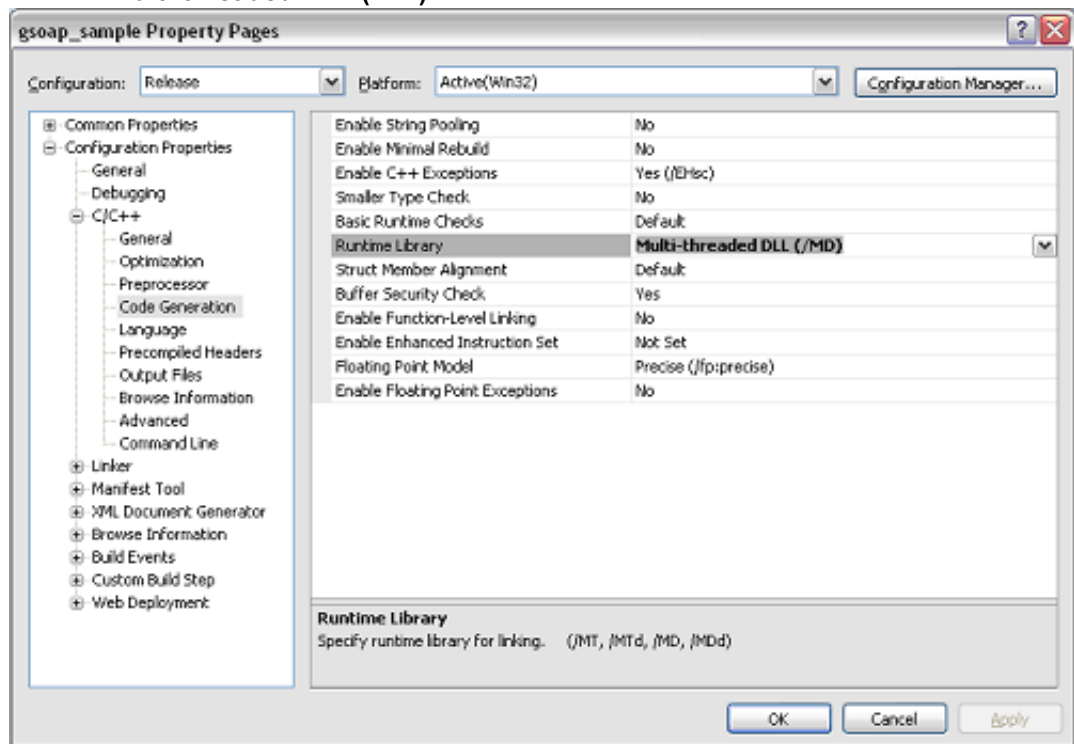 gsoap_sample Property Pages
Configuration: Release Platform: Active(Win32) Configuration Manager...
Common Properties
Configuration Properties
General
Debugging
C/C++
General
Optimization
Preprocessor
Code Generation
Language
Precompiled Headers
Output Files
Browse Information
Advanced
Command Line
Linker
Manifest Tool
XML Document Generator
Browse Information
Build Events
Custom Build Step
Web Deployment
Enable String Pooling No
Enable Minimal Rebuild No
Enable C++ Exceptions Yes (/EHsc)
Smaller Type Check No
Basic Runtime Checks Default
Runtime Library Multi-threaded DLL (/MD)
Struct Member Alignment Default
Buffer Security Check Yes
Enable Function-Level Linking No
Enable Enhanced Instruction Set Not Set
Floating Point Model Precise (/fp:precise)
Enable Floating Point Exceptions No
Runtime Library
Specify runtime library for linking. (/MT, /MTd, /MD, /MDd)
OK Cancel Apply